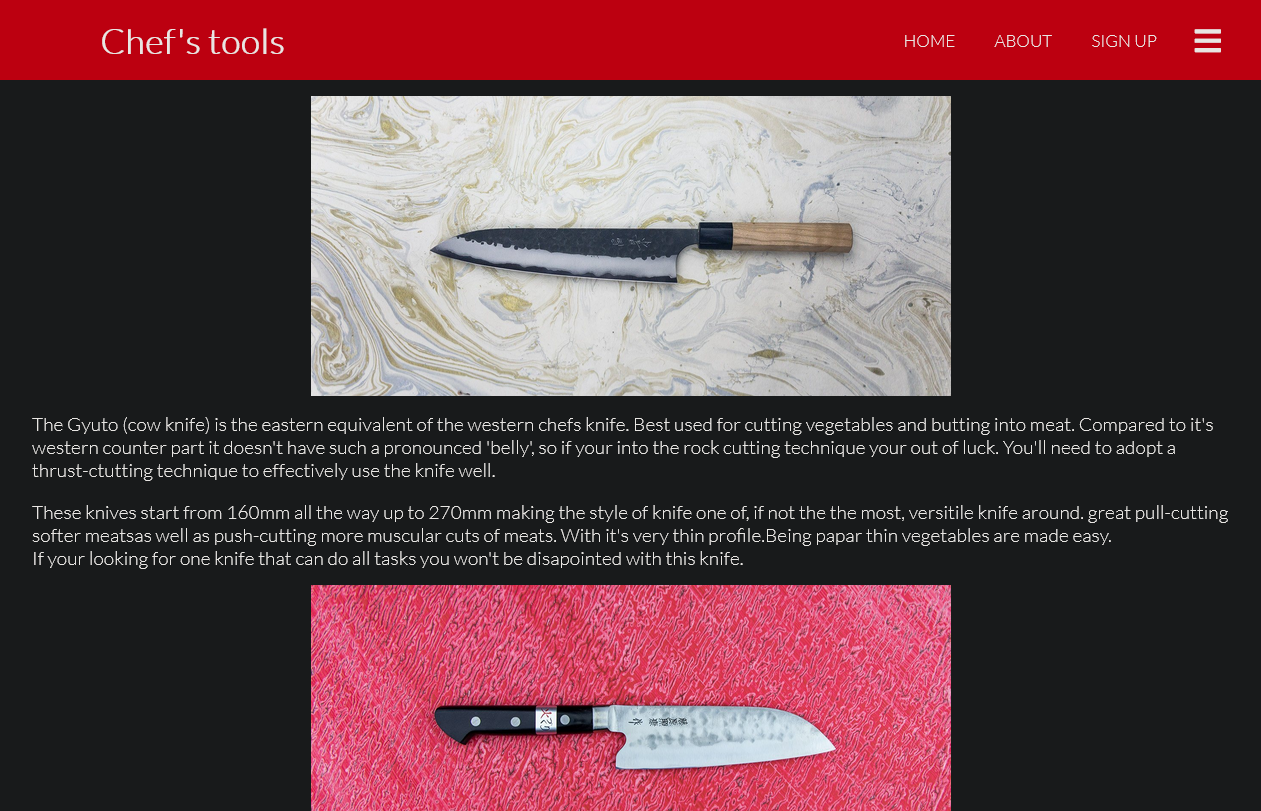 Chef's tools
HOME
ABOUT
SIGN UP
The Gyuto (cow knife) is the eastern equivalent of the western chefs knife. Best used for cutting vegetables and butting into meat. Compared to it's
western counter part it doesn't have such a pronounced 'belly', so if your into the rock cutting technique your out of luck. You'll need to adopt a
thrust-ctutting technique to effectively use the knife well.
These knives start from 160mm all the way up to 270mm making the style of knife one of, if not the the most, versitile knife around. great pull-cutting
softer meatsas well as push-cutting more muscular cuts of meats. With it's very thin profile.Being papar thin vegetables are made easy.
If your looking for one knife that can do all tasks you won't be disapointed with this knife.